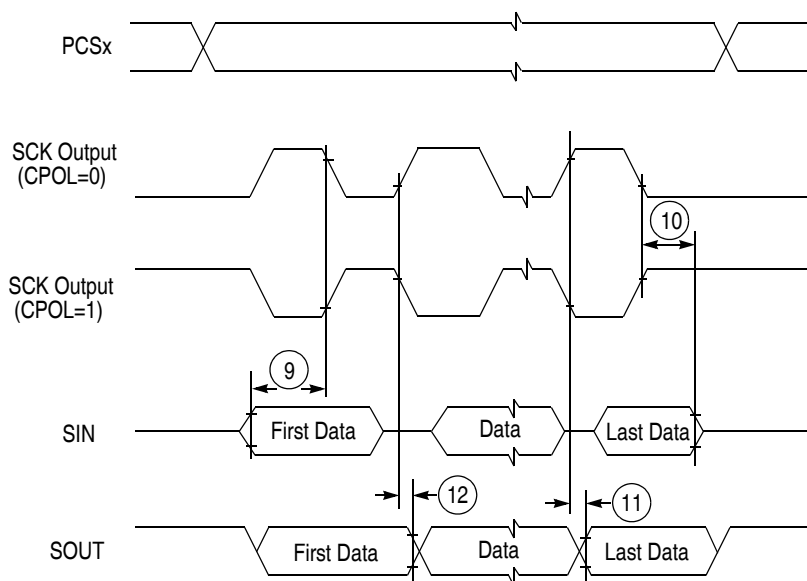 PCSx
SCK Output
(CPOL=0)
10
SCK Output
(CPOL=1)
9
SIN
First Data
Data
Last Data
12
11
SOUT
First Data
Data
Last Data